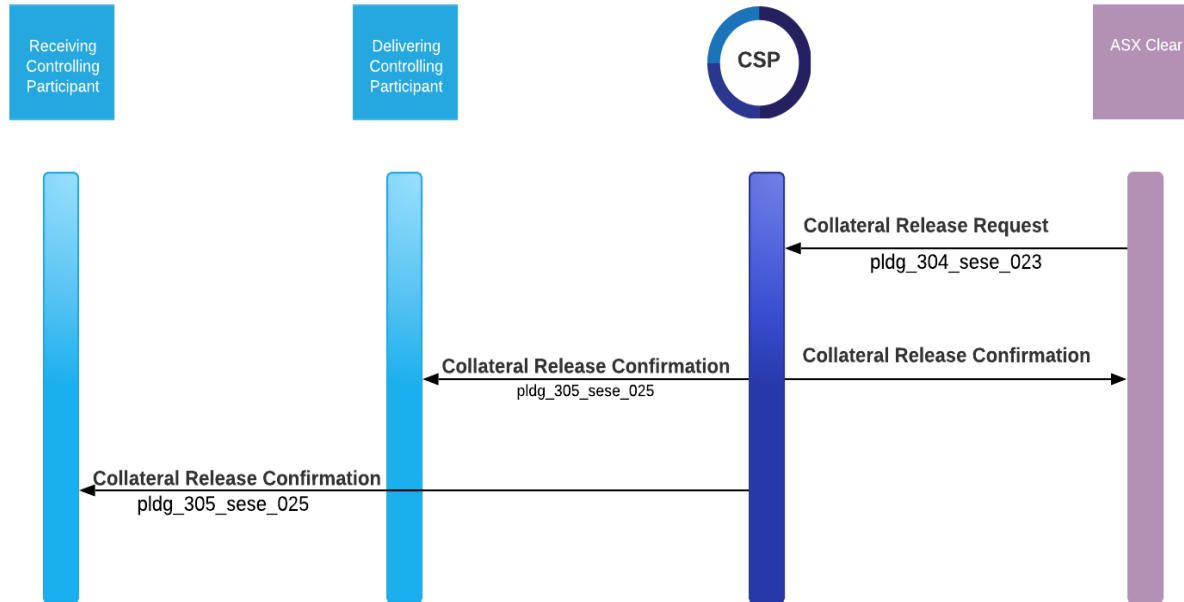 Receiving
Controlling
Participant
Delivering
Controlling
Participant
CSP
ASX Clear
Collateral Release Request
pldg_304_sese_023
Collateral Release Confirmation
pldg_305_sese_025
Collateral Release Confirmation
Collateral Release Confirmation
pldg_305_sese_025